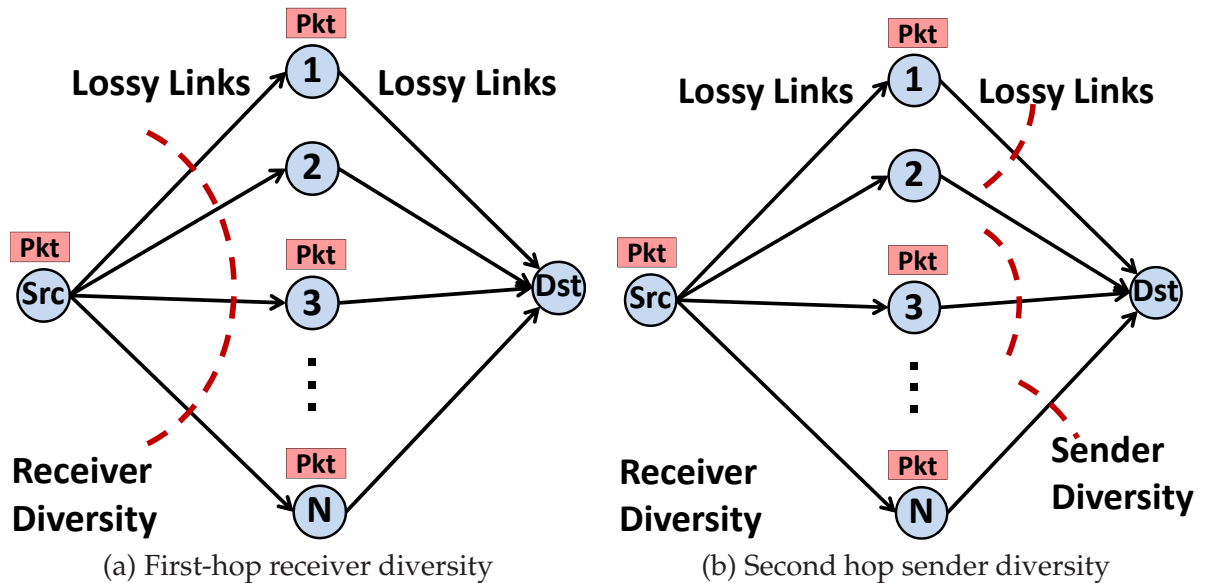 Pkt
1
Lossy Links
Lossy Links
2
Pkt
Src
Pkt
3
Dst
Pkt
N
Receiver
Diversity
(a) First-hop receiver diversity
Pkt
1
Lossy Links
Lossy Links
2
Pkt
Src
Pkt
3
Dst
Pkt
N
Receiver
Diversity
Sender
Diversity
(b) Second hop sender diversity